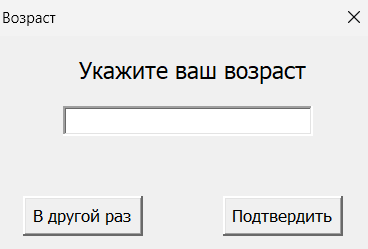 Возраст
Укажите ваш возраст
В другой раз
Подтвердить